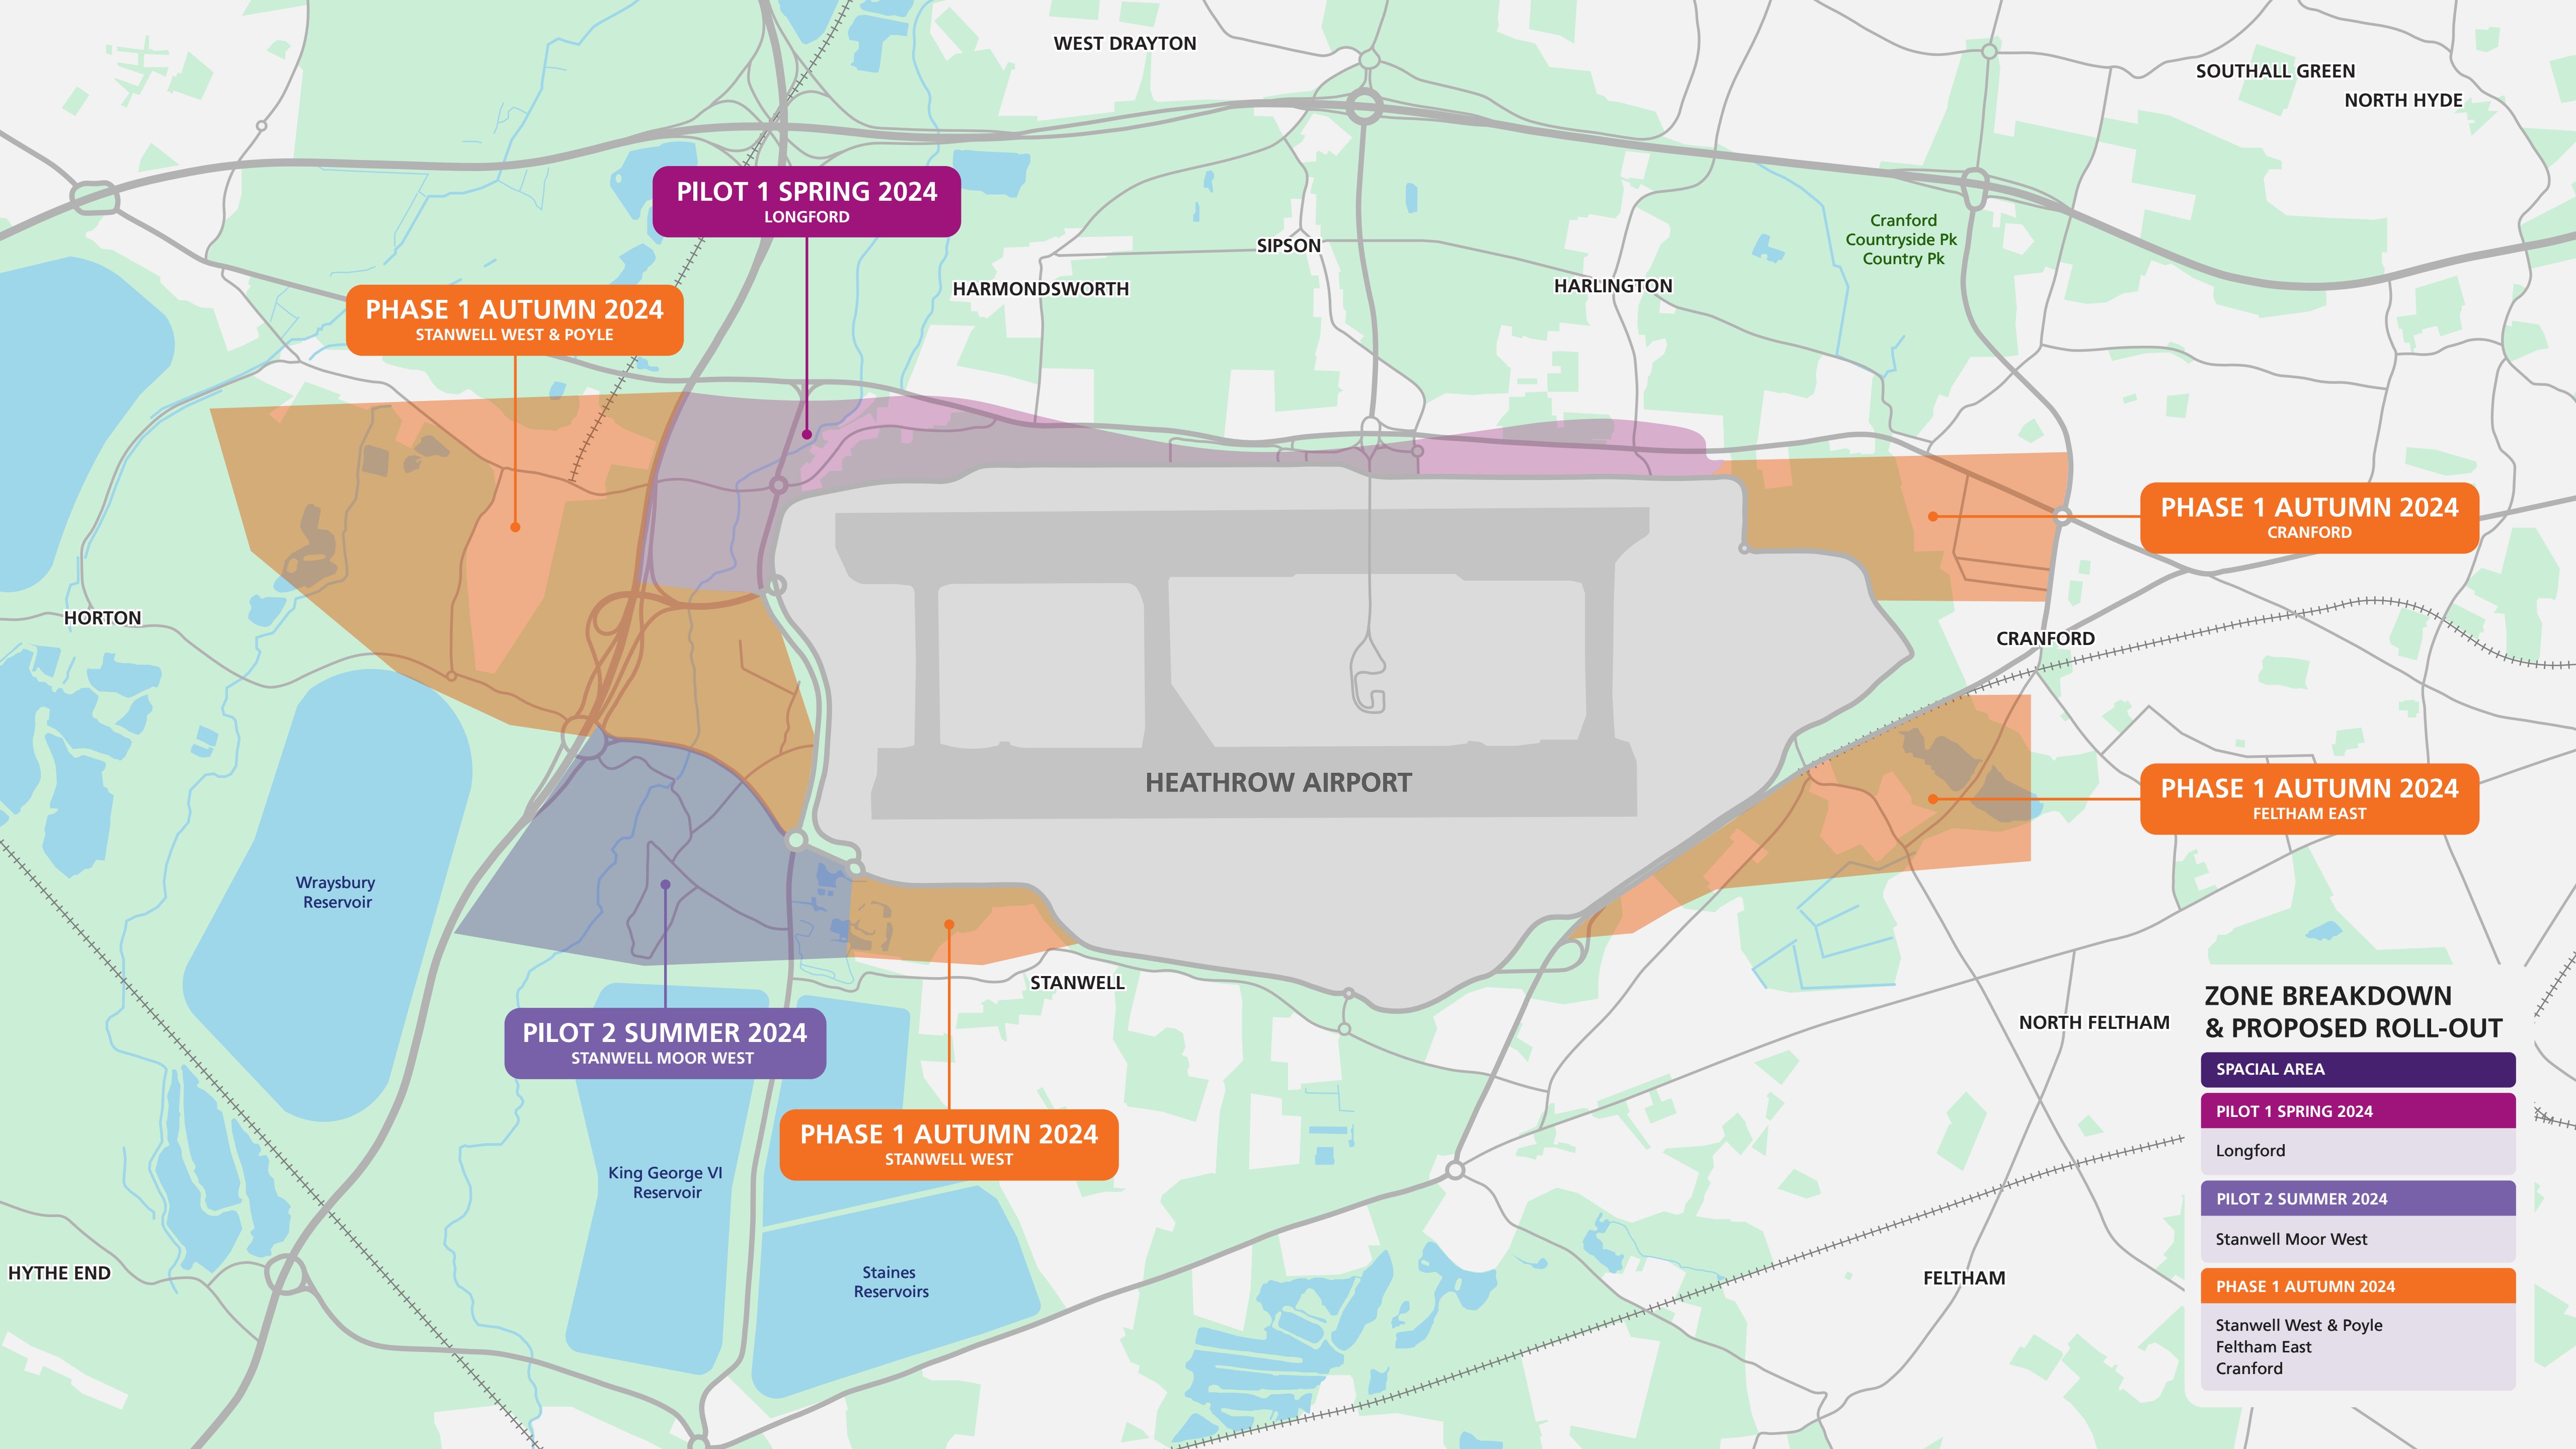 WEST DRAYTON
SOUTHALL GREEN
NORTH HYDE
PILOT 1 SPRING 2024
LONGFORD
Cranford
Countryside Pk
Country Pk
SIPSON
HARMONDSWORTH
HARLINGTON
PHASE 1 AUTUMN 2024
STANWELL WEST & POYLE
PHASE 1 AUTUMN 2024
CRANFORD
HORTON
CRANFORD
HEATHROW AIRPORT
PHASE 1 AUTUMN 2024
FELTHAM EAST
Wraysbury
Reservoir
STANWELL
PILOT 2 SUMMER 2024
STANWELL MOOR WEST
NORTH FELTHAM
PHASE 1 AUTUMN 2024
STANWELL WEST
King George VI
Reservoir
Staines
Reservoirs
HYTHE END
FELTHAM
ZONE BREAKDOWN
& PROPOSED ROLL-OUT
SPACIAL AREA
PILOT 1 SPRING 2024
Longford
PILOT 2 SUMMER 2024
Stanwell Moor West
PHASE 1 AUTUMN 2024
Stanwell West & Poyle
Feltham East
Cranford